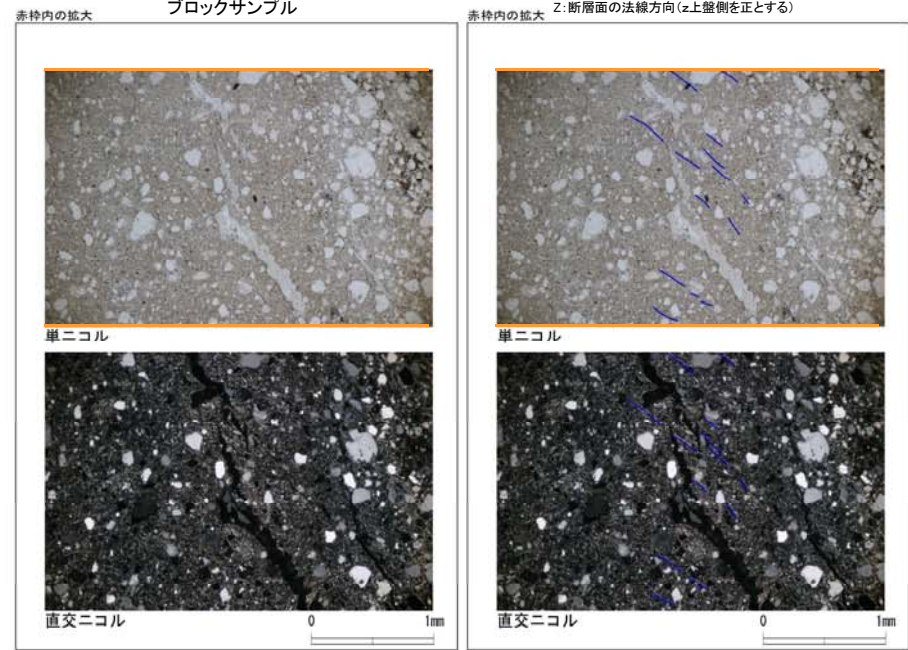 ブロックサンプル
Z:断層面の法線方向(z上盤側を正とする)
赤枠内の拡大
赤枠内の拡大
単ニコル
単ニコル
直交ニコル
0 1mm
直交ニコル
0 1mm